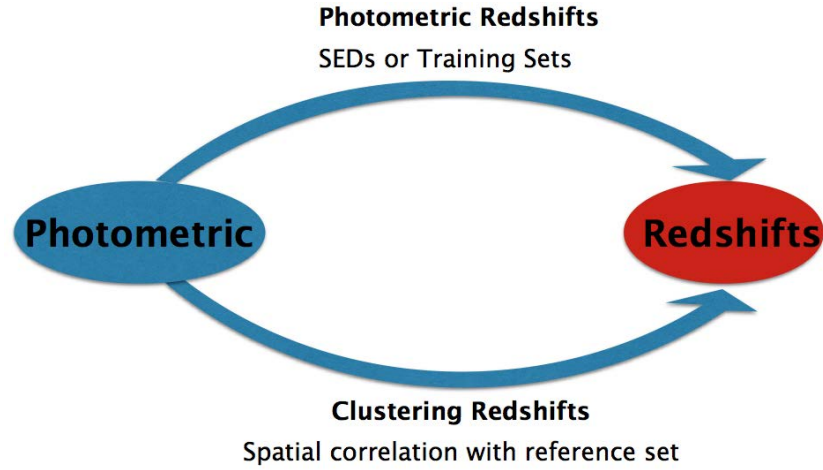 Photometric Redshifts
SEDs or Training Sets
Photometric
Redshifts
Clustering Redshifts
Spatial correlation with reference set